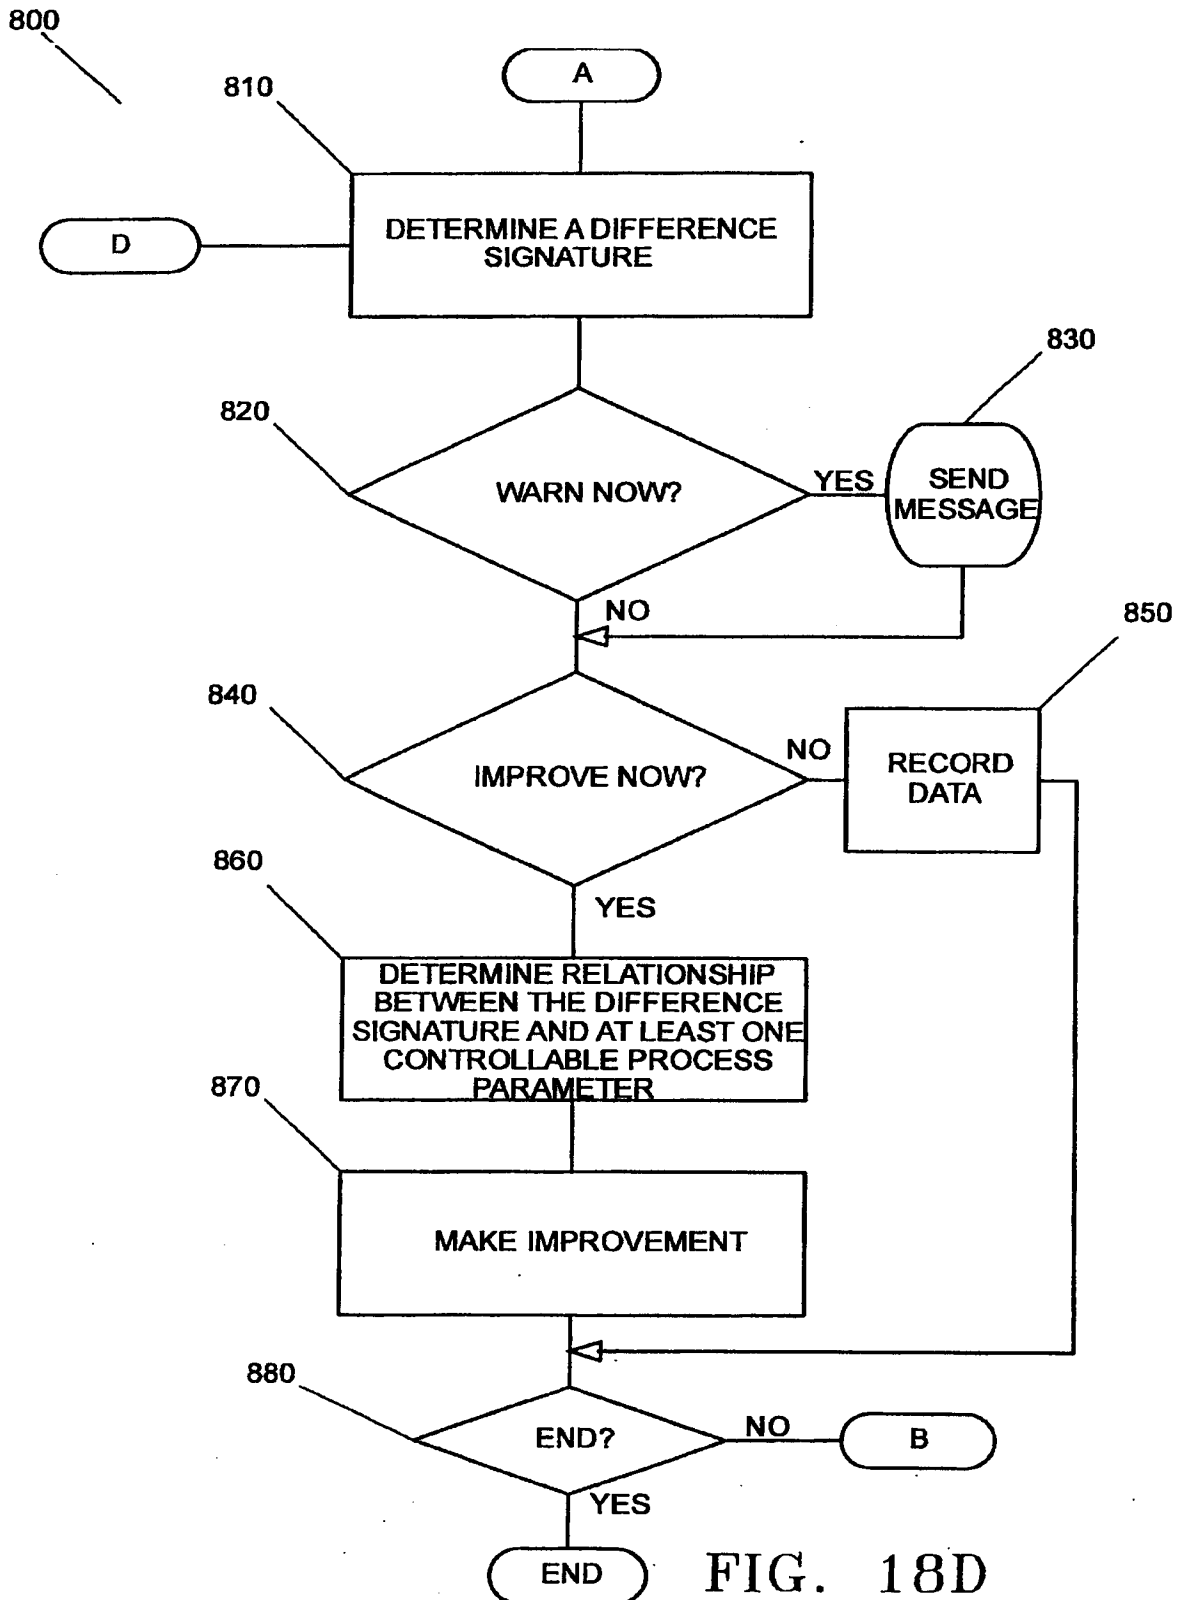 800
A
810
DETERMINE A DIFFERENCE
SIGNATURE
D
830
820
WARN NOW?
YES
SEND
MESSAGE
NO
850
840
IMPROVE NOW?
NO
RECORD
DATA
860
YES
DETERMINE RELATIONSHIP
BETWEEN THE DIFFERENCE
SIGNATURE AND AT LEAST ONE
CONTROLLABLE PROCESS
PARAMETER
870
MAKE IMPROVEMENT
880
END?
NO
B
YES
END
FIG. 18D